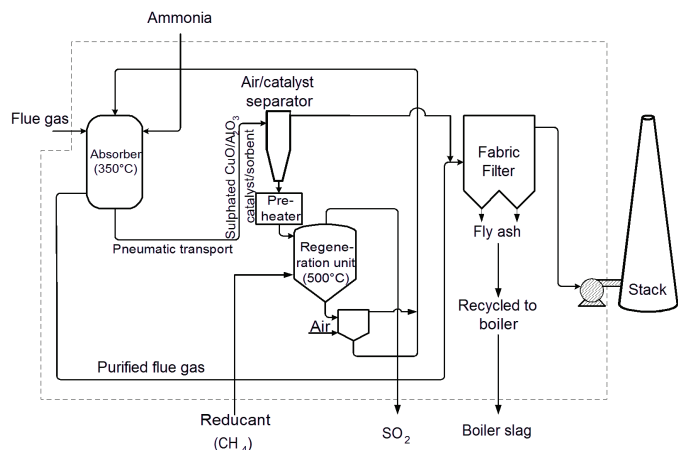 Ammonia
Flue gas
Absorber
(350°C)
Air/catalyst
separator
Sulphated CuO/Al2O3
catalyst/sorbent
Pre-
heater
Pneumatic transport
Regene-
ration unit
(500°C)
Air
Purified flue gas
Reducant
(CH4)
SO2
Fabric
Filter
Fly ash
Recycled to
boiler
Boiler slag
Stack